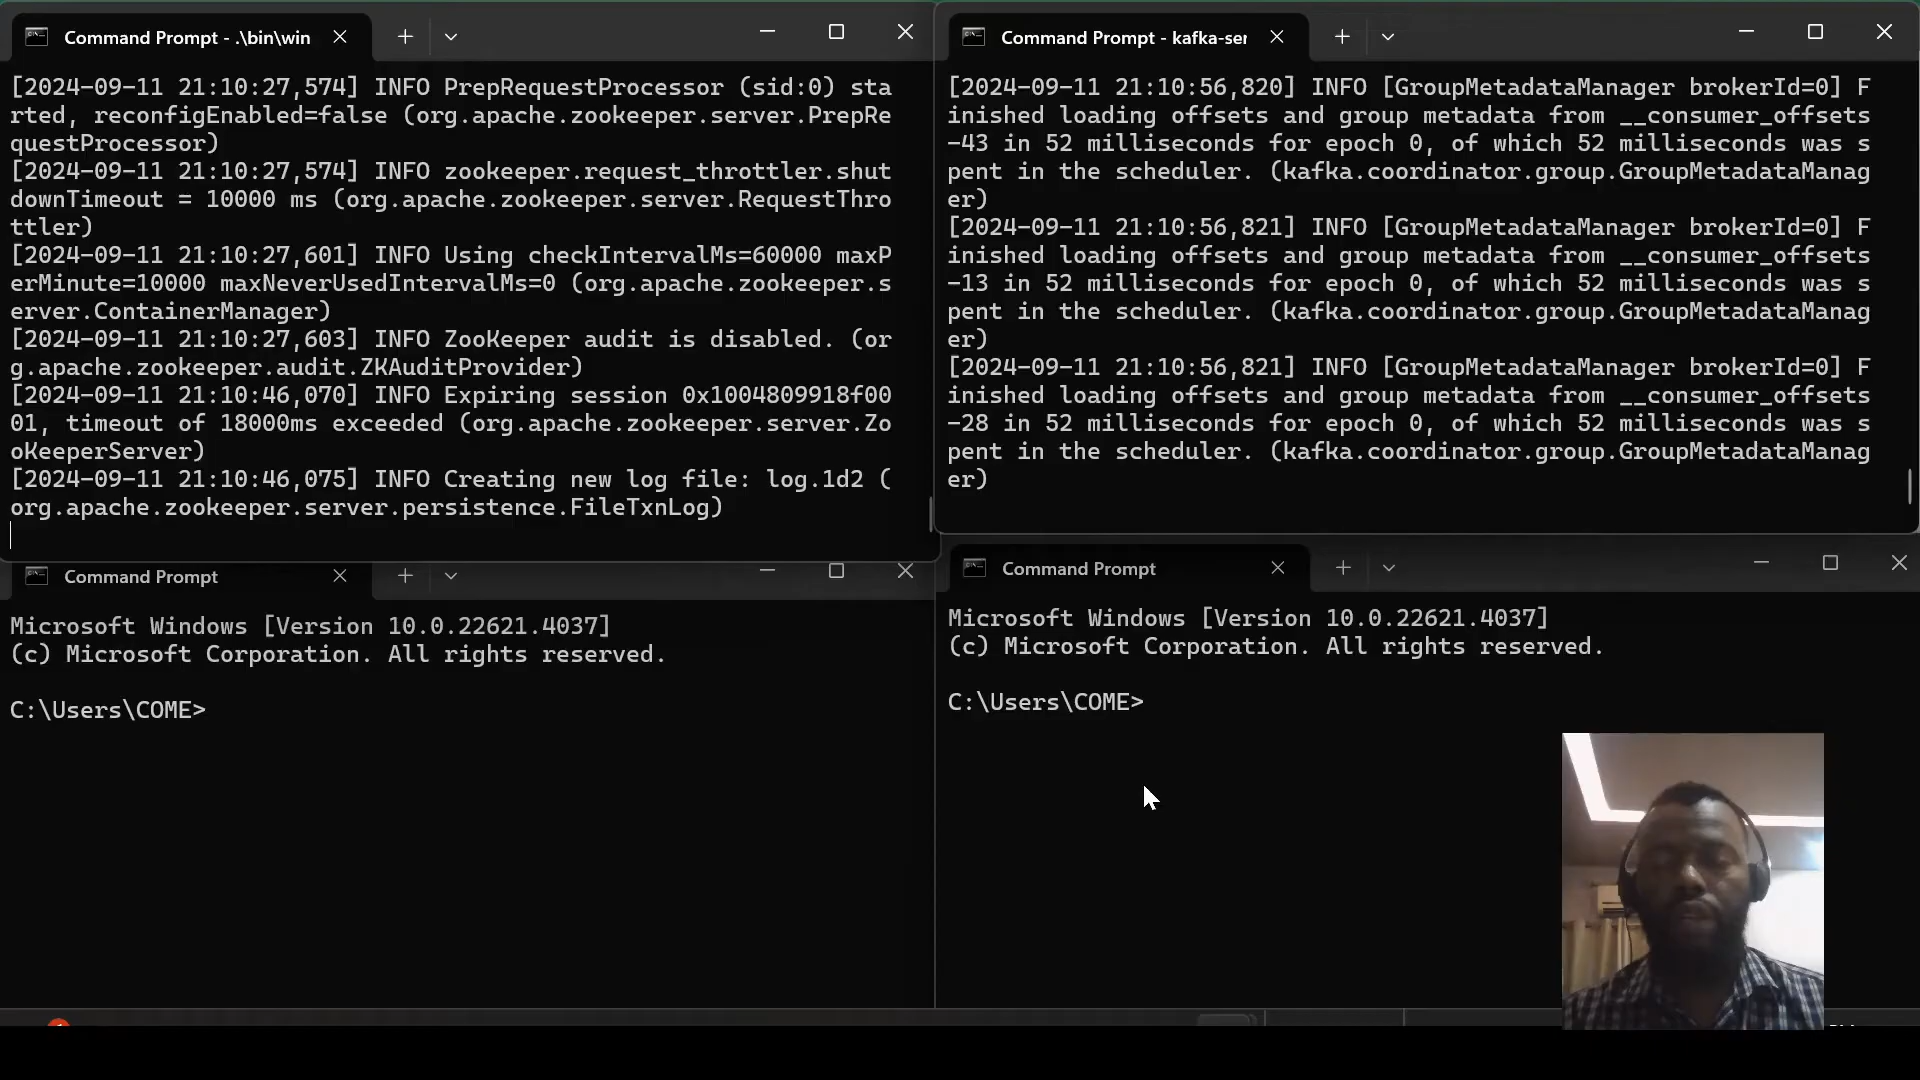 Command Prompt - .\bin\win
[2024-09-11 21:10:27,574] INFO PrepRequestProcessor (sid:0) sta
rted, reconfigEnabled=false (org.apache.zookeeper.server.PrepRe
questProcessor)
[2024-09-11 21:10:27,574] INFO zookeeper.request_throttler.shut
downTimeout = 10000 ms (org.apache.zookeeper.server.RequestThro
ttler)
[2024-09-11 21:10:27,601] INFO Using checkIntervalMs=60000 maxP
erMinute=10000 maxNeverUsedIntervalMs=0 (org.apache.zookeeper.s
erver.ContainerManager)
[2024-09-11 21:10:27,603] INFO ZooKeeper audit is disabled. (or
g.apache.zookeeper.audit.ZKAuditProvider)
[2024-09-11 21:10:46,070] INFO Expiring session 0x1004809918f00
01, timeout of 18000ms exceeded (org.apache.zookeeper.server.Zo
oKeeperServer)
[2024-09-11 21:10:46,075] INFO Creating new log file: log.1d2 (
org.apache.zookeeper.server.persistence.FileTxnLog)
Command Prompt - kafka-ser
[2024-09-11 21:10:56,820] INFO [GroupMetadataManager brokerId=0] F
inished loading offsets and group metadata from __consumer_offsets
-43 in 52 milliseconds for epoch 0, of which 52 milliseconds was s
pent in the scheduler. (kafka.coordinator.group.GroupMetadataManag
er)
[2024-09-11 21:10:56,821] INFO [GroupMetadataManager brokerId=0] F
inished loading offsets and group metadata from __consumer_offsets
-13 in 52 milliseconds for epoch 0, of which 52 milliseconds was s
pent in the scheduler. (kafka.coordinator.group.GroupMetadataManag
er)
[2024-09-11 21:10:56,821] INFO [GroupMetadataManager brokerId=0] F
inished loading offsets and group metadata from __consumer_offsets
-28 in 52 milliseconds for epoch 0, of which 52 milliseconds was s
pent in the scheduler. (kafka.coordinator.group.GroupMetadataManag
er)
Command Prompt
Microsoft Windows [Version 10.0.22621.4037]
(c) Microsoft Corporation. All rights reserved.
C:\Users\COME>
Command Prompt
Microsoft Windows [Version 10.0.22621.4037]
(c) Microsoft Corporation. All rights reserved.
C:\Users\COME>